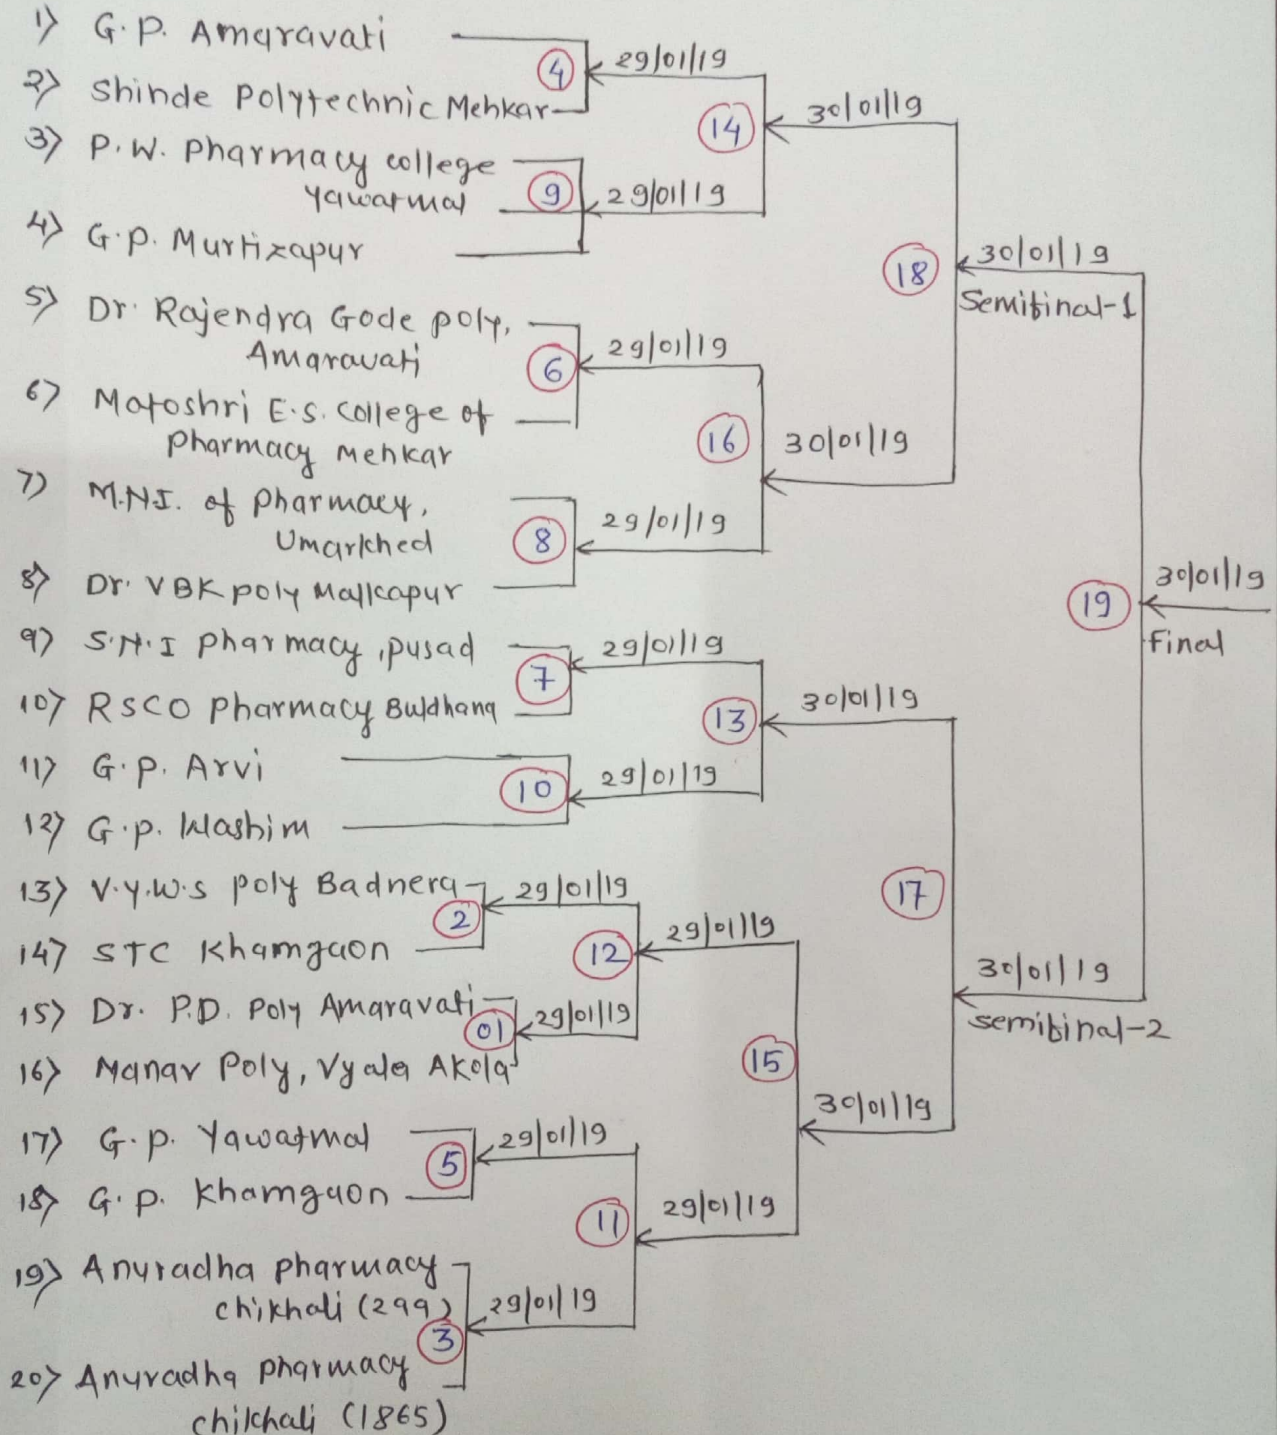 1) G.P. Amaravati
4
29/01/19
2) Shinde Polytechnic Mehkar
14
30/01/19
3) P.W. Pharmacy college
Yawatmal
9
29/01/19
4) G.P. Murtizapur
18
30/01/19
Semifinal-1
5) Dr. Rajendra Gode poly,
Amaravati
6
29/01/19
6) Matoshri E.S. College of
Pharmacy Mehkar
16
30/01/19
7) M.N.I. of Pharmacy,
Umarkhed
8
29/01/19
8) Dr. VBK poly Malkapur
19
30/01/19
Final
9) S.N.I Pharmacy, pusad
7
29/01/19
10) RSCO Pharmacy Buldhana
13
30/01/19
11) G.P. Arvi
10
29/01/19
12) G.P. Washim
13) V.Y.W.S poly Badnera
2
29/01/19
17
14) STC Khamgaon
12
29/01/19
30/01/19
semifinal-2
15) Dr. P.D. Poly Amaravati
01
29/01/19
16) Manav Poly, Vyala Akola
15
30/01/19
17) G.P. Yawatmal
5
29/01/19
18) G.P. Khamgaon
11
29/01/19
19) Anuradha pharmacy
chikhali (299)
3
29/01/19
20) Anuradha pharmacy
chikhali (1865)